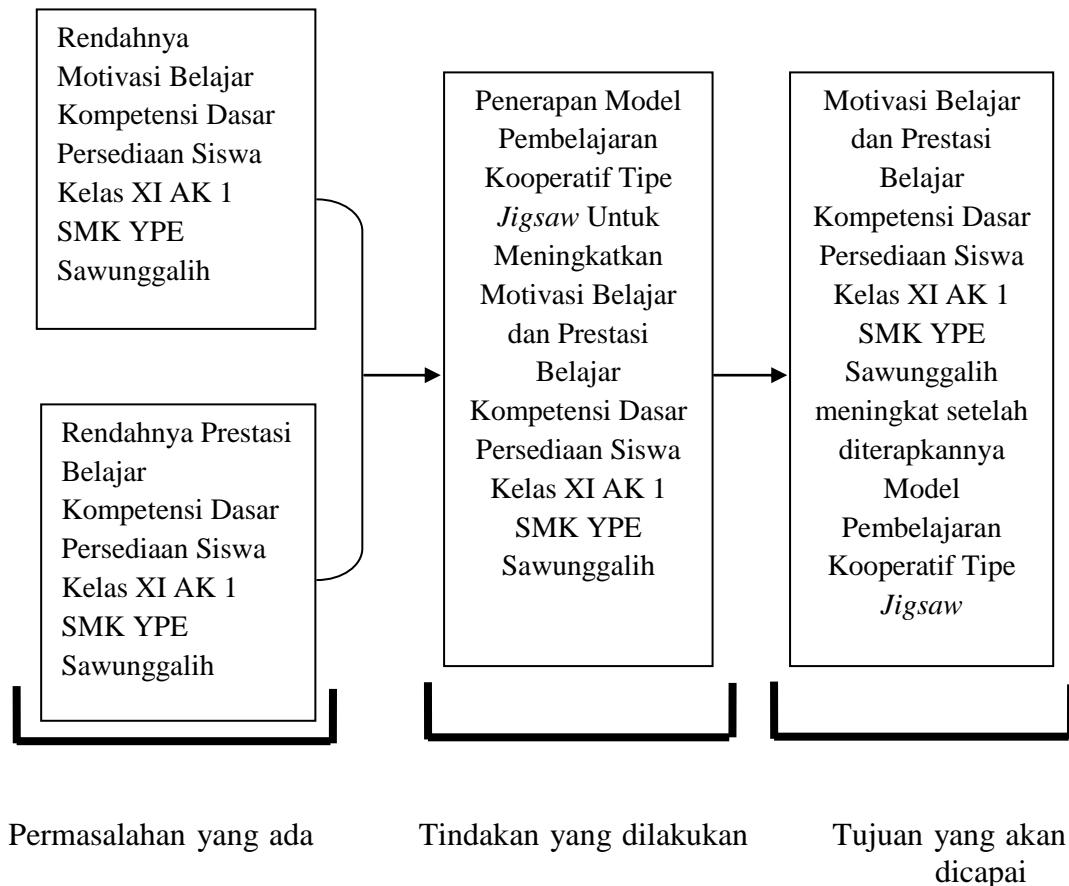 Rendahnya
Motivasi Belajar
Kompetensi Dasar
Persediaan Siswa
Kelas XI AK 1
SMK YPE
Sawunggalih
Rendahnya Prestasi
Belajar
Kompetensi Dasar
Persediaan Siswa
Kelas XI AK 1
SMK YPE
Sawunggalih
Penerapan Model
Pembelajaran
Kooperatif Tipe
Jigsaw Untuk
Meningkatkan
Motivasi Belajar
dan Prestasi
Belajar
Kompetensi Dasar
Persediaan Siswa
Kelas XI AK 1
SMK YPE
Sawunggalih
Motivasi Belajar
dan Prestasi
Belajar
Kompetensi Dasar
Persediaan Siswa
Kelas XI AK 1
SMK YPE
Sawunggalih
meningkat setelah
diterapkannya
Model
Pembelajaran
Kooperatif Tipe
Jigsaw
Permasalahan yang ada
Tindakan yang dilakukan
Tujuan yang akan
dicapai